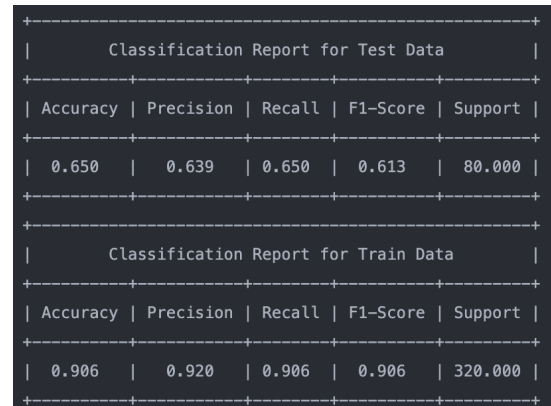 Classification Report for Test Data
| Accuracy | Precision | Recall | F1-Score | Support |
| 0.650 | 0.639 | 0.650 | 0.613 | 80.000 |
Classification Report for Train Data
| Accuracy | Precision | Recall | F1-Score | Support |
| 0.906 | 0.920 | 0.906 | 0.906 | 320.000 |